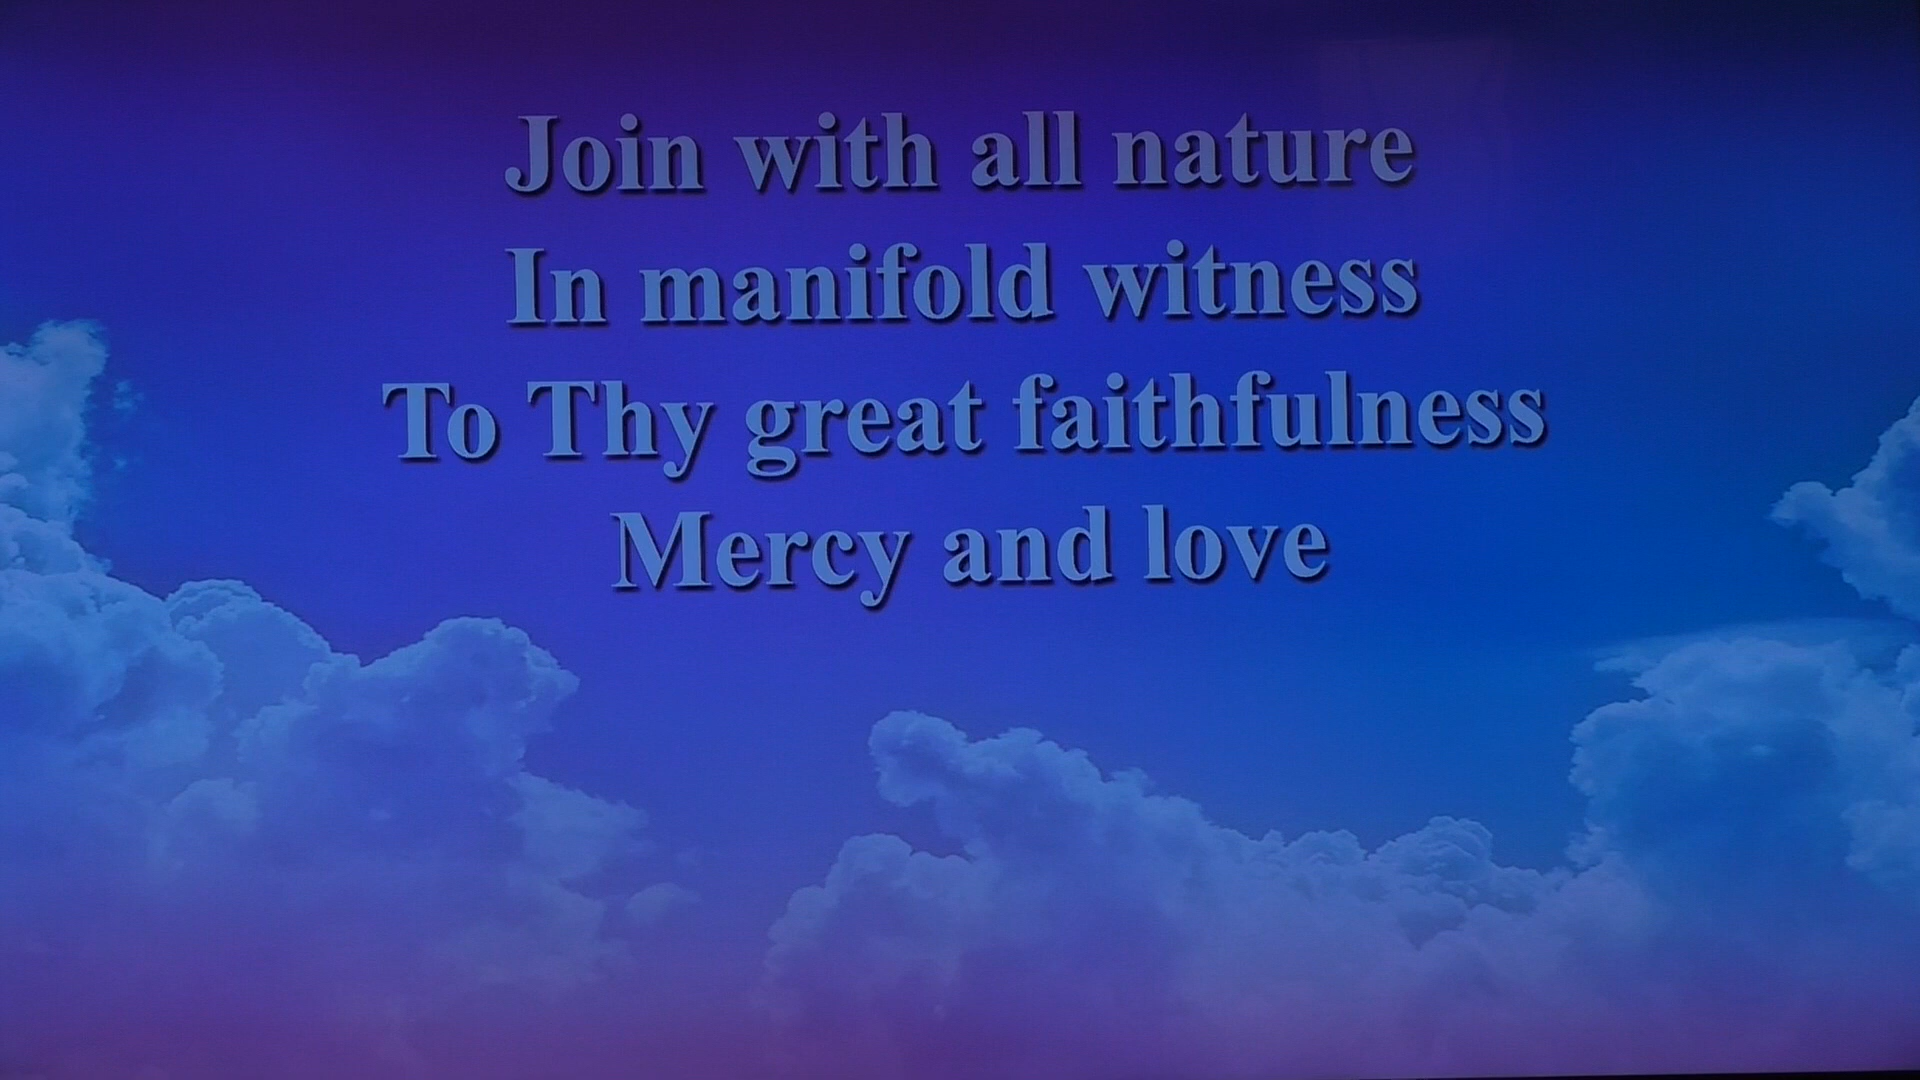 Join with all nature
In manifold witness
To Thy great faithfulness
Mercy and love